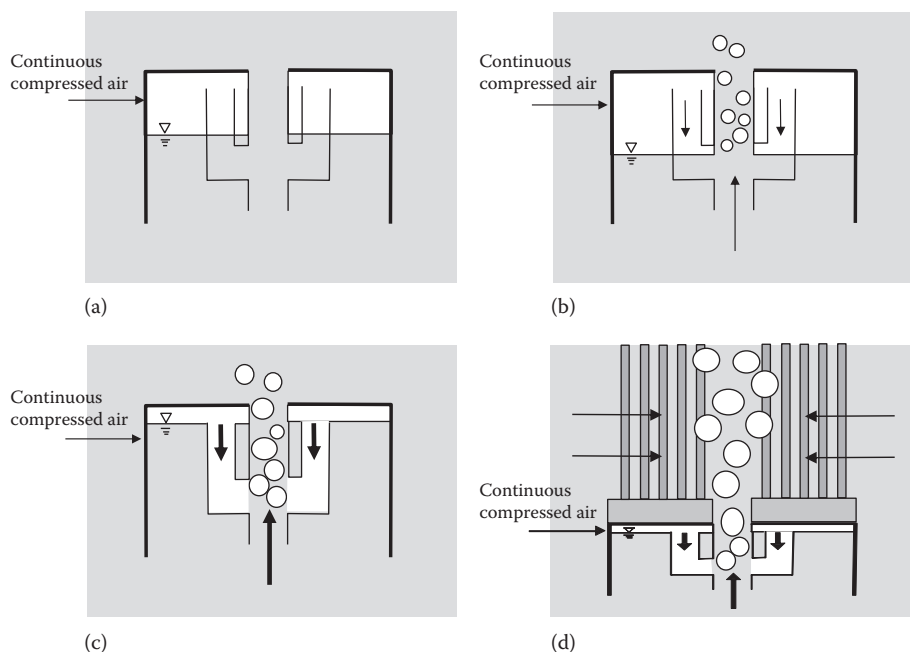 Continuous
compressed air
(a)
Continuous
compressed air
(b)
Continuous
compressed air
(c)
Continuous
compressed air
(d)